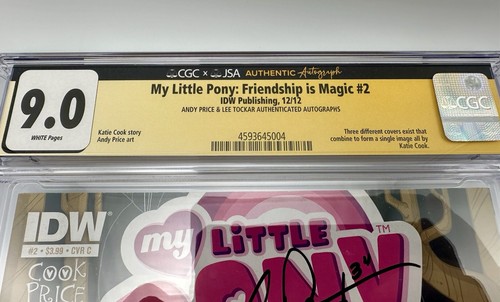 CGC × JSA AUTHENTIC Autograph
My Little Pony: Friendship is Magic #2
IDW Publishing, 12/12
ANDY PRICE & LEE TOCKAR AUTHENTICATED AUTOGRAPHS
9.0
WHITE Pages
Katie Cook story
Andy Price art
4593645004
Three different covers exist that
combine to form a single image all by
Katie Cook.
CGC
IDW
#2 • $3.99 • CVR C
COOK
PRICE
my LiTTLE
PONY
TM